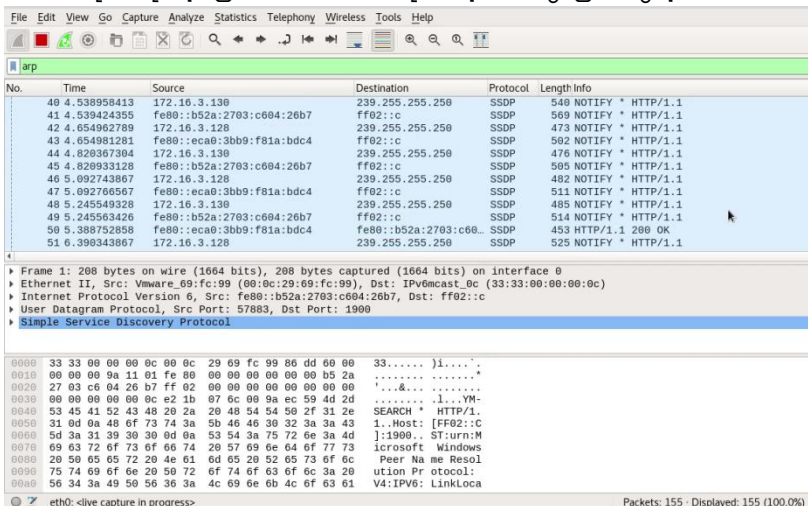 File Edit View Go Capture Analyze Statistics Telephony Wireless Tools Help
arp
No. Time Source Destination Protocol Length Info
40 4.538958413 172.16.3.130 239.255.255.250 SSDP 540 NOTIFY * HTTP/1.1
41 4.539424355 fe80::b52a:2703:c604:26b7 ff02::c SSDP 569 NOTIFY * HTTP/1.1
42 4.654962789 172.16.3.128 239.255.255.250 SSDP 473 NOTIFY * HTTP/1.1
43 4.654981281 fe80::eca0:3bb9:f81a:bdc4 ff02::c SSDP 502 NOTIFY * HTTP/1.1
44 4.820367304 172.16.3.130 239.255.255.250 SSDP 476 NOTIFY * HTTP/1.1
45 4.820933128 fe80::b52a:2703:c604:26b7 ff02::c SSDP 505 NOTIFY * HTTP/1.1
46 5.092743867 172.16.3.128 239.255.255.250 SSDP 482 NOTIFY * HTTP/1.1
47 5.092766567 fe80::eca0:3bb9:f81a:bdc4 ff02::c SSDP 511 NOTIFY * HTTP/1.1
48 5.245549328 172.16.3.130 239.255.255.250 SSDP 485 NOTIFY * HTTP/1.1
49 5.245563426 fe80::b52a:2703:c604:26b7 ff02::c SSDP 514 NOTIFY * HTTP/1.1
50 5.388752858 fe80::eca0:3bb9:f81a:bdc4 fe80::b52a:2703:c60… SSDP 453 HTTP/1.1 200 OK
51 6.390343867 172.16.3.128 239.255.255.250 SSDP 525 NOTIFY * HTTP/1.1
Frame 1: 208 bytes on wire (1664 bits), 208 bytes captured (1664 bits) on interface 0
Ethernet II, Src: Vmware_69:fc:99 (00:0c:29:69:fc:99), Dst: IPv6mcast_0c (33:33:00:00:00:0c)
Internet Protocol Version 6, Src: fe80::b52a:2703:c604:26b7, Dst: ff02::c
User Datagram Protocol, Src Port: 57883, Dst Port: 1900
Simple Service Discovery Protocol
0000 33 33 00 00 00 0c 00 0c 29 69 fc 99 86 dd 60 00 33...... )i....`.
0010 00 00 00 9a 11 01 fe 80 00 00 00 00 00 00 b5 2a ........ .......*
0020 27 03 c6 04 26 b7 ff 02 00 00 00 00 00 00 00 00 '...&... ........
0030 00 00 00 00 00 0c e2 1b 07 6c 00 9a ec 59 4d 2d ........ .l...YM-
0040 53 45 41 52 43 48 20 2a 20 48 54 54 50 2f 31 2e SEARCH * HTTP/1.
0050 31 0d 0a 48 6f 73 74 3a 5b 46 46 30 32 3a 3a 43 1..Host: [FF02::C
0060 5d 3a 31 39 30 30 0d 0a 53 54 3a 75 72 6e 3a 4d ]:1900.. ST:urn:M
0070 69 63 72 6f 73 6f 66 74 20 57 69 6e 64 6f 77 73 icrosoft Windows
0080 20 50 65 65 72 20 4e 61 6d 65 20 52 65 73 6f 6c Peer Na me Resol
0090 75 74 69 6f 6e 20 50 72 6f 74 6f 63 6f 6c 3a 20 ution Pr otocol:
00a0 56 34 3a 49 50 56 36 3a 4c 69 6e 6b 4c 6f 63 61 V4:IPV6: LinkLoca
eth0: <live capture in progress> Packets: 155 · Displayed: 155 (100.0%)